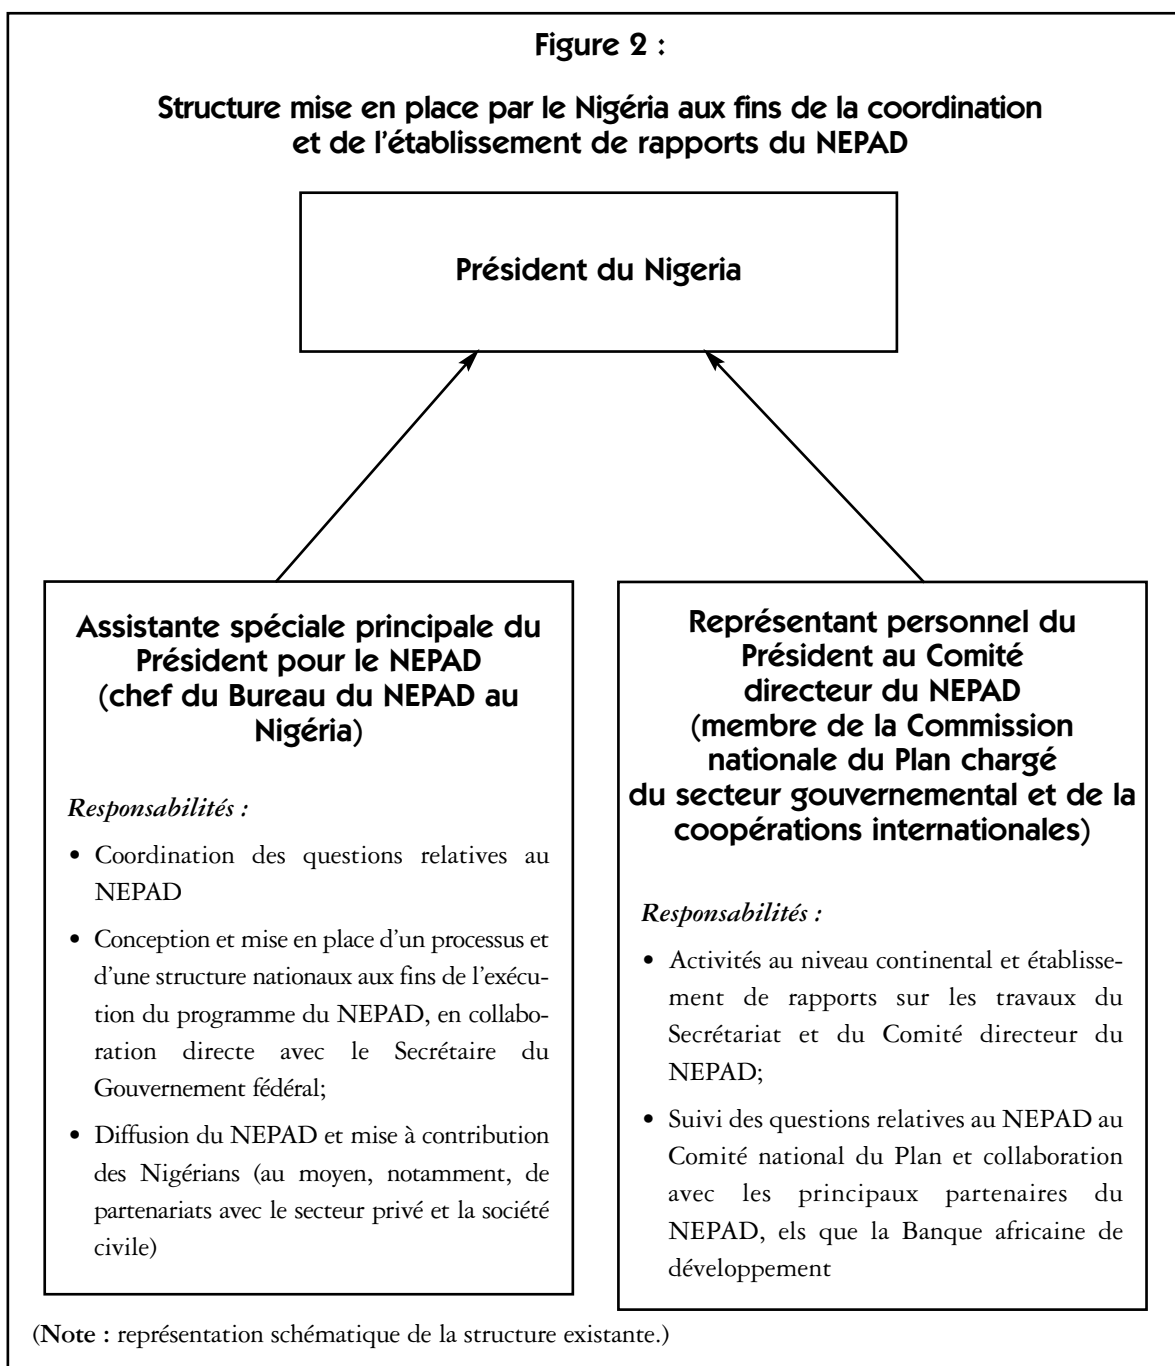 Figure 2 :
Structure mise en place par le Nigéria aux fins de la coordination
et de l'établissement de rapports du NEPAD
Président du Nigeria
Assistante spéciale principale du
Président pour le NEPAD
(chef du Bureau du NEPAD au
Nigéria)
Responsabilités :
• Coordination des questions relatives au
NEPAD
• Conception et mise en place d'un processus et
d'une structure nationaux aux fins de l'exécu-
tion du programme du NEPAD, en collabo-
ration directe avec le Secrétaire du
Gouvernement fédéral;
• Diffusion du NEPAD et mise à contribution
des Nigérians (au moyen, notamment, de
partenariats avec le secteur privé et la société
civile)
Représentant personnel du
Président au Comité
directeur du NEPAD
(membre de la Commission
nationale du Plan chargé
du secteur gouvernemental et de la
coopérations internationales)
Responsabilités :
• Activités au niveau continental et établisse-
ment de rapports sur les travaux du
Secrétariat et du Comité directeur du
NEPAD;
• Suivi des questions relatives au NEPAD au
Comité national du Plan et collaboration
avec les principaux partenaires du
NEPAD, els que la Banque africaine de
développement
(Note : représentation schématique de la structure existante.)